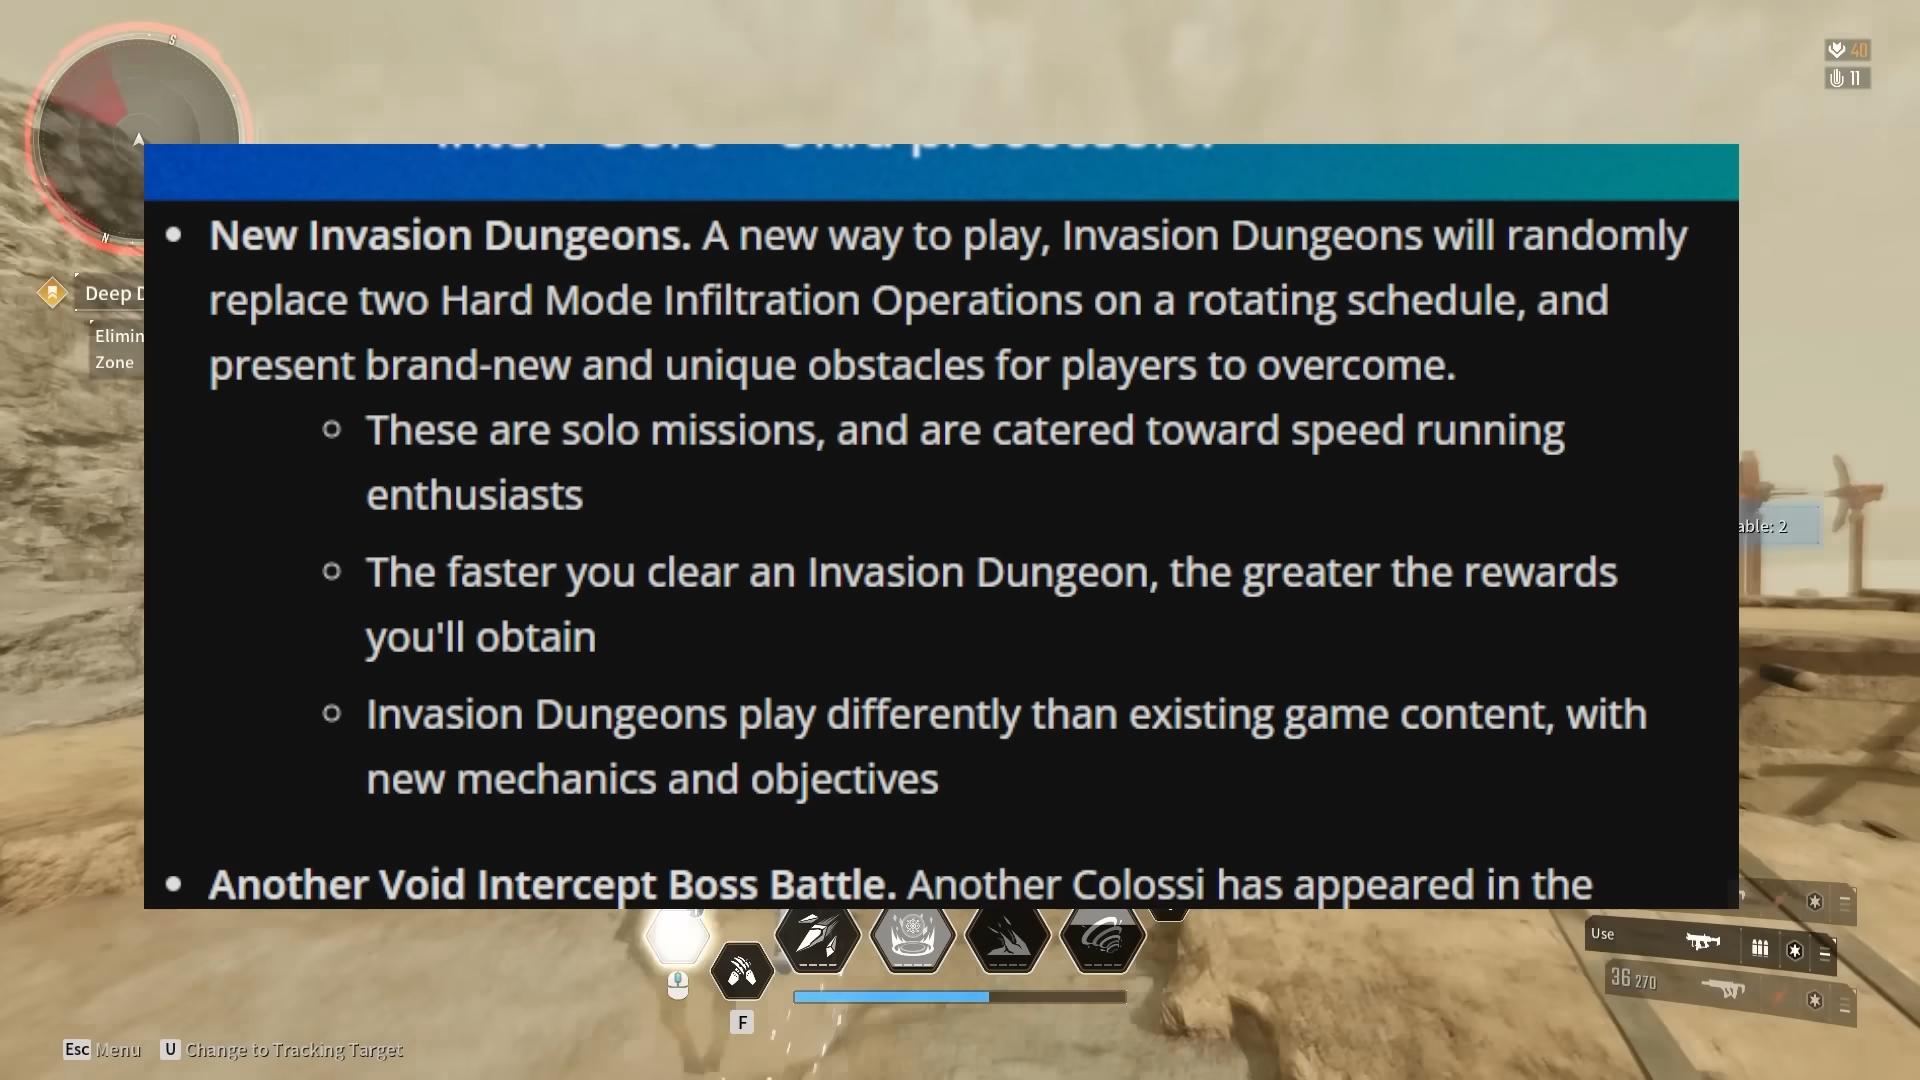 S
40
11
N
Deep
Elimin
Zone
• New Invasion Dungeons. A new way to play, Invasion Dungeons will randomly
replace two Hard Mode Infiltration Operations on a rotating schedule, and
present brand-new and unique obstacles for players to overcome.
○ These are solo missions, and are catered toward speed running
enthusiasts
○ The faster you clear an Invasion Dungeon, the greater the rewards
you'll obtain
○ Invasion Dungeons play differently than existing game content, with
new mechanics and objectives
• Another Void Intercept Boss Battle. Another Colossi has appeared in the
able: 2
Use
36 270
F
Esc Menu U Change to Tracking Target